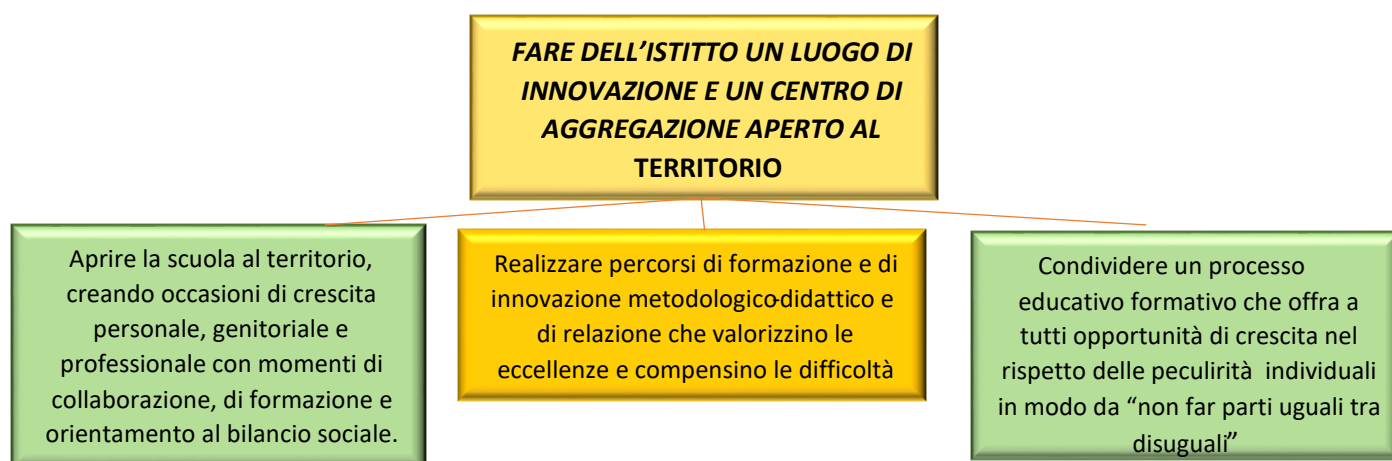 FARE DELL’ISTITTO UN LUOGO DI
INNOVAZIONE E UN CENTRO DI
AGGREGAZIONE APERTO AL
TERRITORIO
Aprire la scuola al territorio,
creando occasioni di crescita
personale, genitoriale e
professionale con momenti di
collaborazione, di formazione e
orientamento al bilancio sociale.
Realizzare percorsi di formazione e di
innovazione metodologico-didattico e
di relazione che valorizzino le
eccellenze e compensino le difficoltà
Condividere un processo
educativo formativo che offra a
tutti opportunità di crescita nel
rispetto delle peculirità individuali
in modo da “non far parti uguali tra
disuguali”